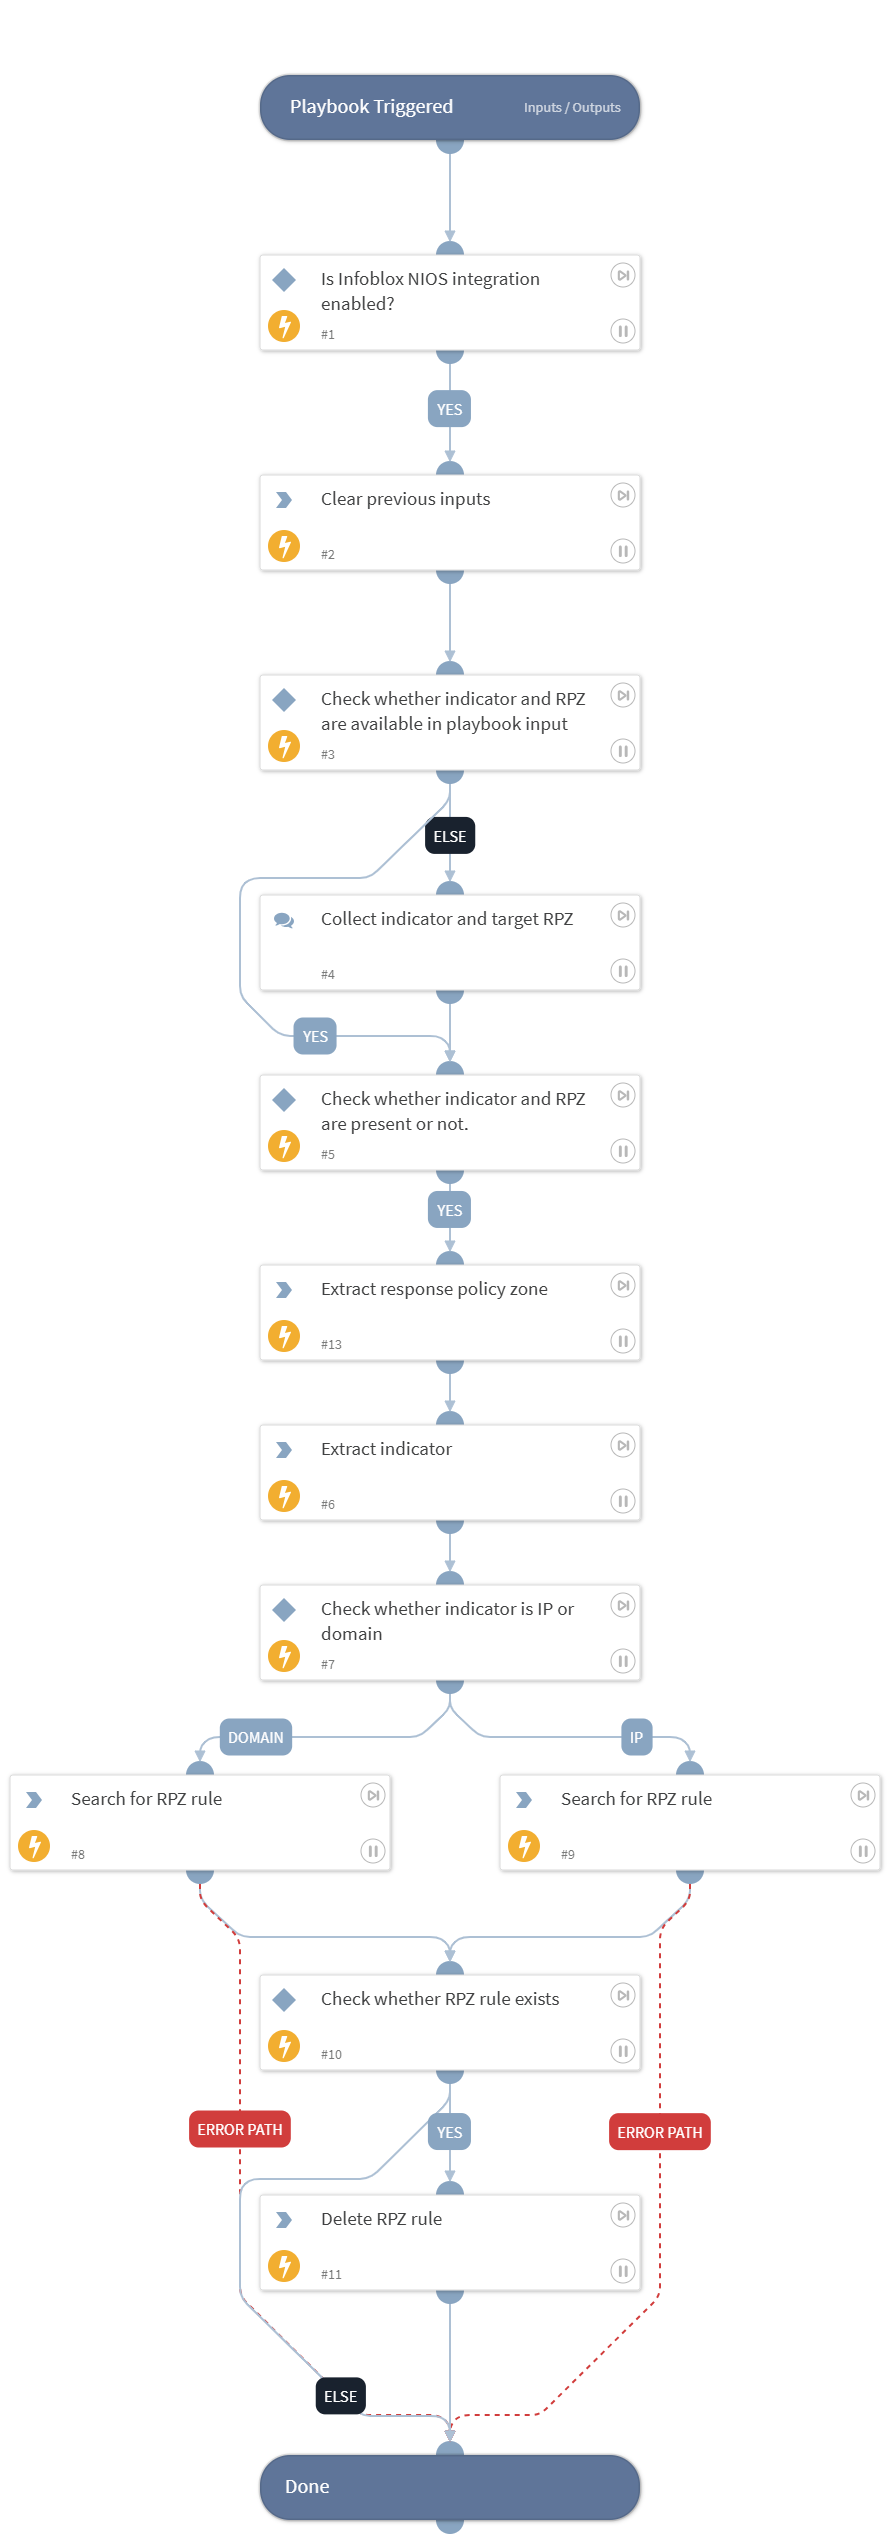 Playbook Triggered
Inputs / Outputs
Is Infoblox NIOS integration
enabled?
#1
YES
Clear previous inputs
#2
Check whether indicator and RPZ
are available in playbook input
#3
ELSE
Collect indicator and target RPZ
#4
YES
Check whether indicator and RPZ
are present or not.
#5
YES
Extract response policy zone
#13
Extract indicator
#6
Check whether indicator is IP or
domain
#7
DOMAIN
IP
Search for RPZ rule
#8
Search for RPZ rule
#9
Check whether RPZ rule exists
#10
ERROR PATH
YES
ERROR PATH
Delete RPZ rule
#11
ELSE
Done